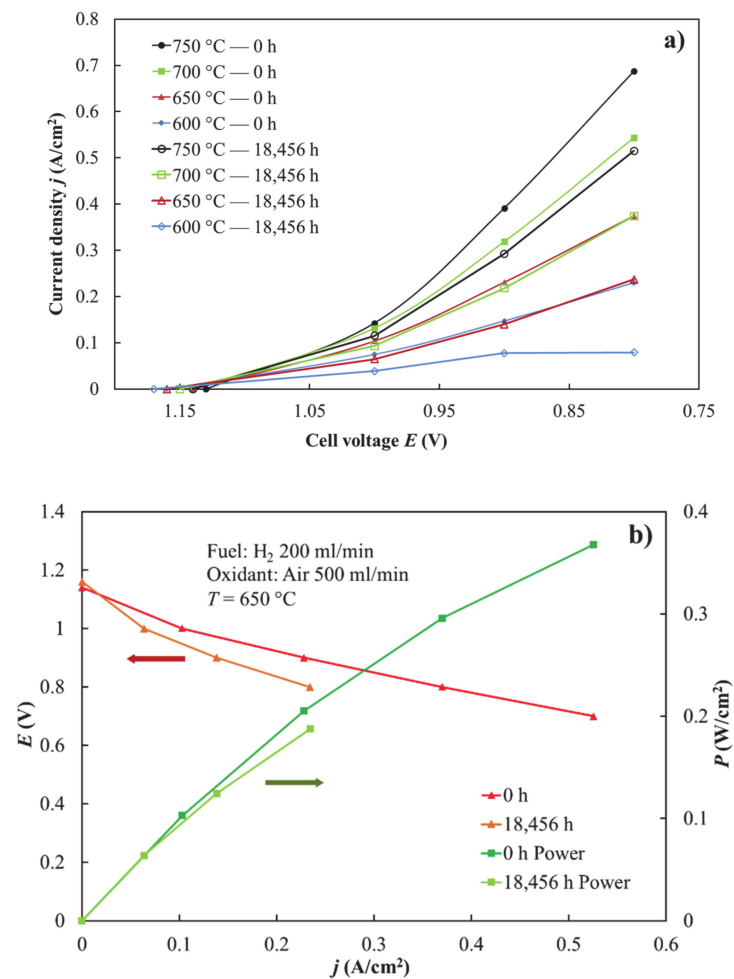 a)
0.8
0.7
0.6
0.5
0.4
0.3
0.2
0.1
0
Current density j (A/cm²)
750 °C — 0 h
700 °C — 0 h
650 °C — 0 h
600 °C — 0 h
750 °C — 18,456 h
700 °C — 18,456 h
650 °C — 18,456 h
600 °C — 18,456 h
1.15 1.05 0.95 0.85 0.75
Cell voltage E (V)
b)
1.4
1.2
1
0.8
0.6
0.4
0.2
0
E (V)
Fuel: H₂ 200 ml/min
Oxidant: Air 500 ml/min
T = 650 °C
0.4
0.3
0.2
0.1
0
P (W/cm²)
0 h
18,456 h
0 h Power
18,456 h Power
0 0.1 0.2 0.3 0.4 0.5 0.6
j (A/cm²)